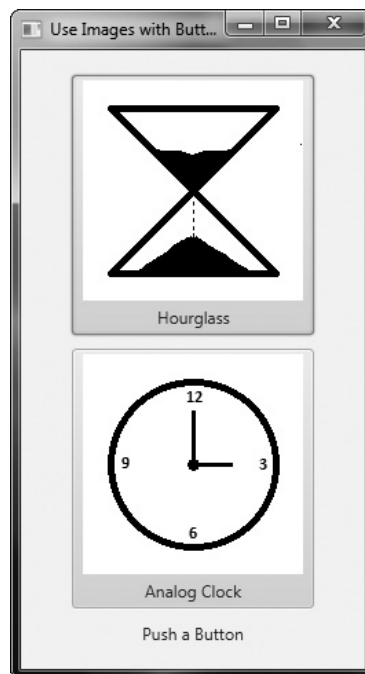 Use Images with Butt...
Hourglass
12
9
3
6
Analog Clock
Push a Button